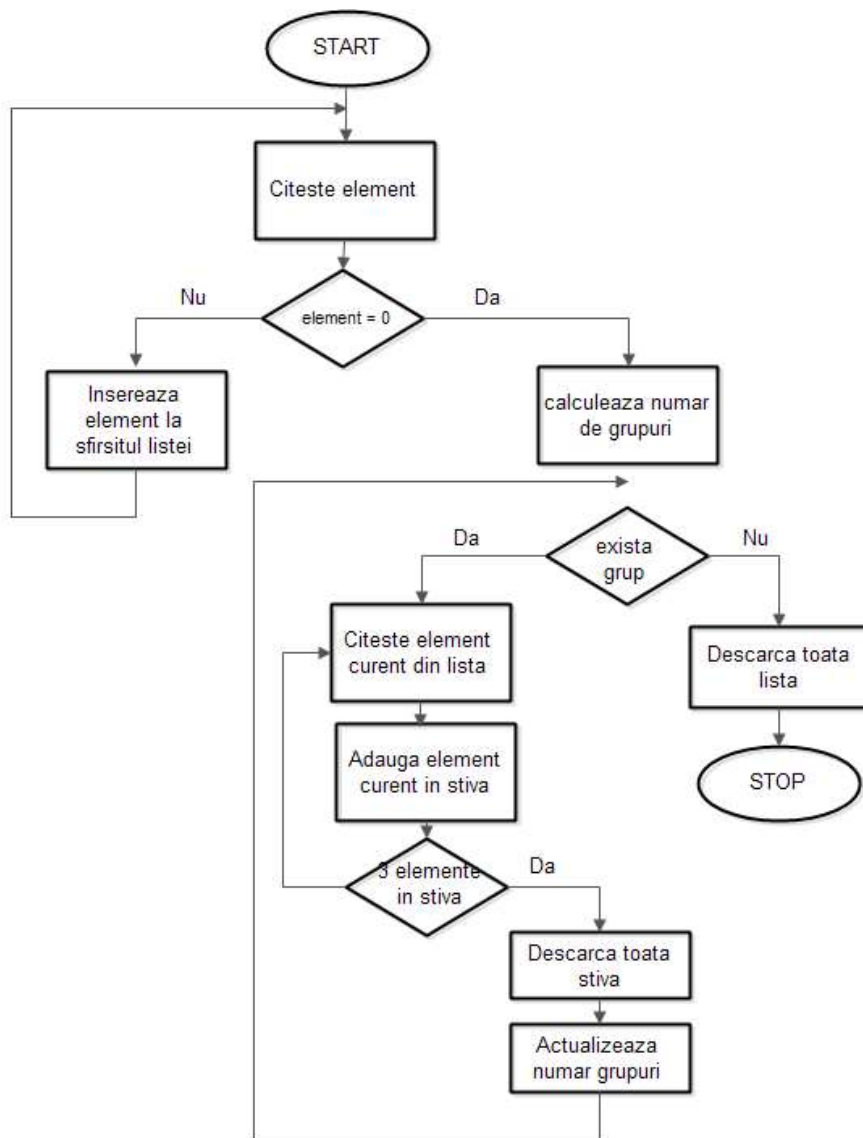 START
Citeste element
element = 0
Nu
Da
Insereaza
element la
sfirsitul listei
calculeaza numar
de grupuri
exista
grup
Da
Nu
Citeste element
curent din lista
Descarca toata
lista
Adauga element
curent in stiva
STOP
3 elemente
in stiva
Da
Descarca toata
stiva
Actualizeaza
numar grupuri